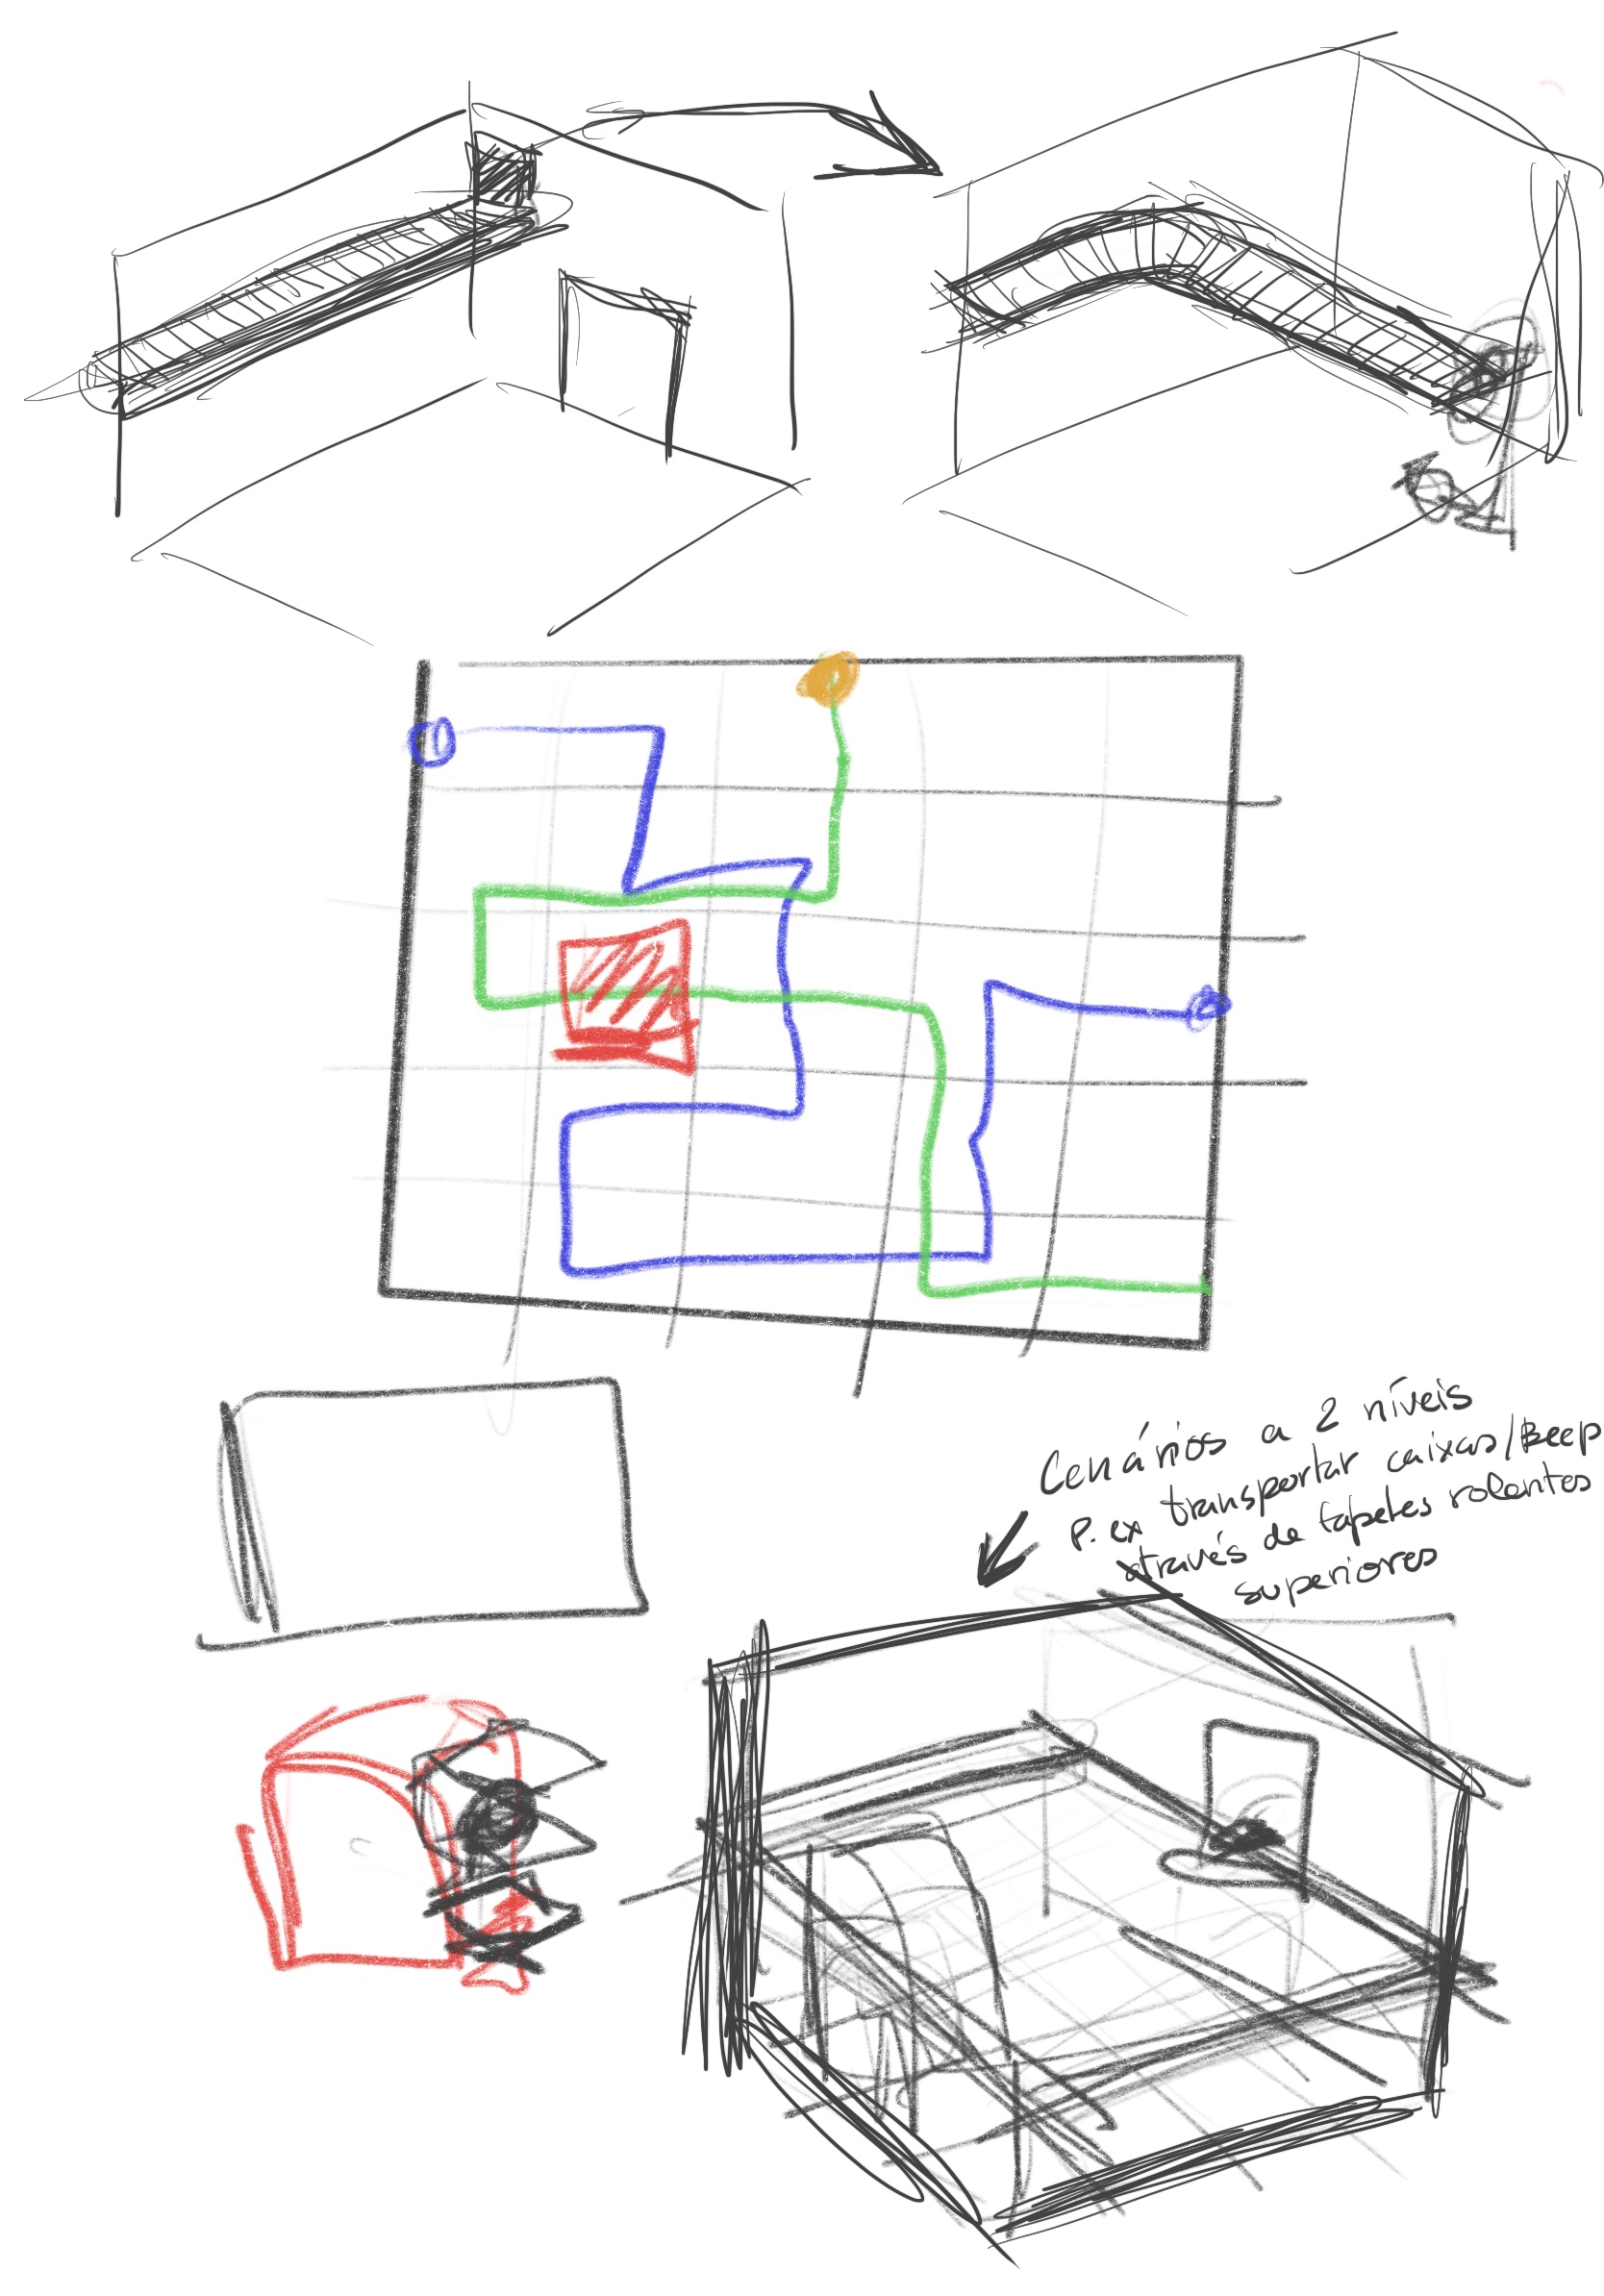 Cenários a 2 níveis
P. ex transportar caixas/Beep
através de tapetes rolantes
superiores